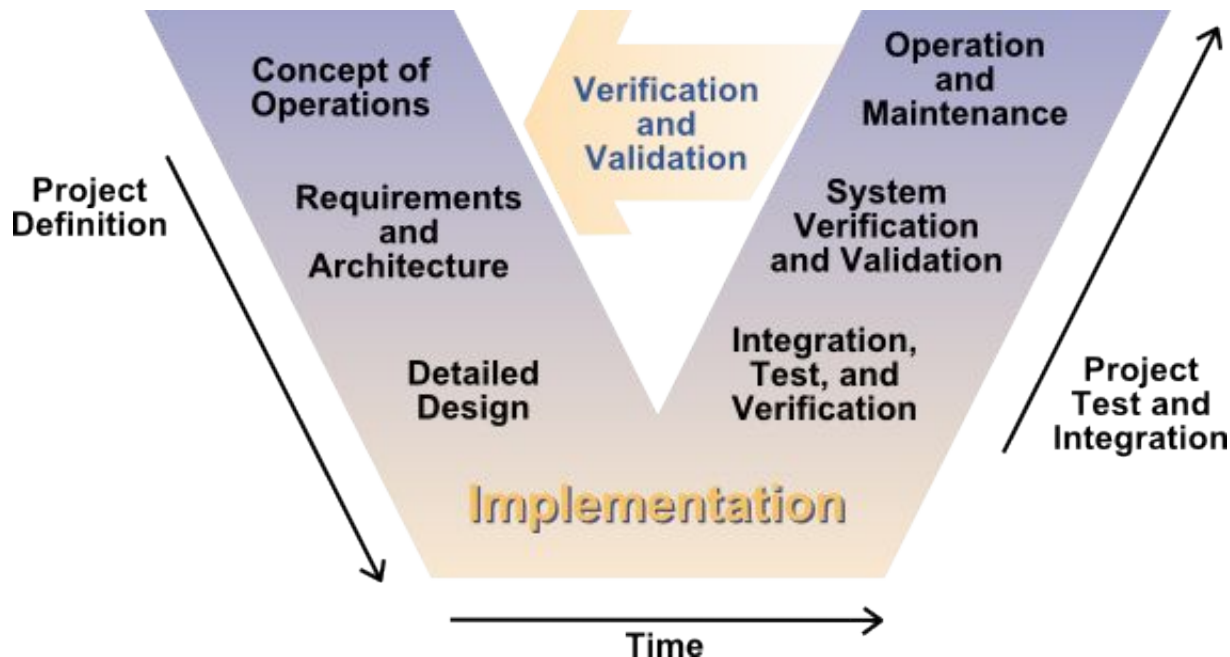 Concept of
Operations
Verification
and
Validation
Operation
and
Maintenance
Project
Definition
Requirements
and
Architecture
System
Verification
and Validation
Detailed
Design
Integration,
Test, and
Verification
Project
Test and
Integration
Implementation
Time